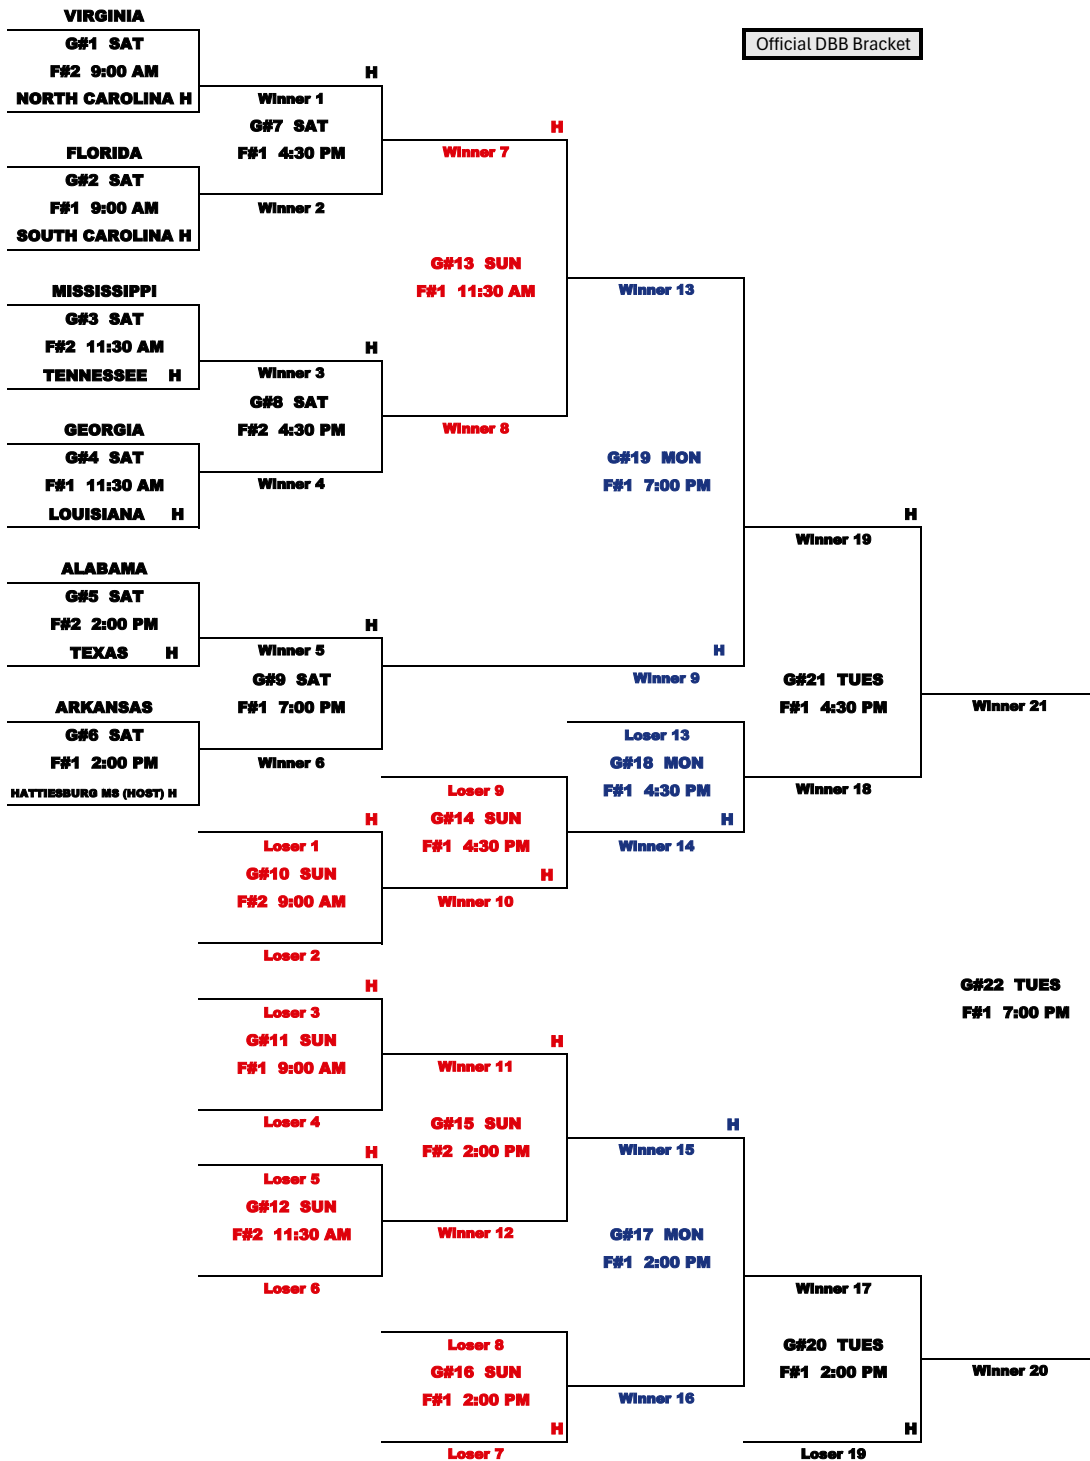 VIRGINIA
G#1 SAT
F#2 9:00 AM
NORTH CAROLINA H
FLORIDA
G#2 SAT
F#1 9:00 AM
SOUTH CAROLINA H
MISSISSIPPI
G#3 SAT
F#2 11:30 AM
TENNESSEE H
GEORGIA
G#4 SAT
F#1 11:30 AM
LOUISIANA H
ALABAMA
G#5 SAT
F#2 2:00 PM
TEXAS H
ARKANSAS
G#6 SAT
F#1 2:00 PM
HATTIESBURG MS (HOST) H
H
Winner 1
G#7 SAT
F#1 4:30 PM
Winner 2
H
Winner 3
G#8 SAT
F#2 4:30 PM
Winner 4
H
Winner 5
G#9 SAT
F#1 7:00 PM
Winner 6
H
Loser 1
G#10 SUN
F#2 9:00 AM
Loser 2
H
Loser 3
G#11 SUN
F#1 9:00 AM
Loser 4
H
Loser 5
G#12 SUN
F#2 11:30 AM
Loser 6
H
Winner 7
G#13 SUN
F#1 11:30 AM
Winner 8
Loser 9
G#14 SUN
F#1 4:30 PM
H
Winner 10
H
Winner 11
G#15 SUN
F#2 2:00 PM
Winner 12
Loser 8
G#16 SUN
F#1 2:00 PM
H
Loser 7
Winner 13
G#19 MON
F#1 7:00 PM
H
Winner 9
Loser 13
G#18 MON
F#1 4:30 PM
H
Winner 14
H
Winner 15
G#17 MON
F#1 2:00 PM
Winner 16
Official DBB Bracket
H
Winner 19
G#21 TUES
F#1 4:30 PM
Winner 18
Winner 17
G#20 TUES
F#1 2:00 PM
H
Loser 19
Winner 21
G#22 TUES
F#1 7:00 PM
Winner 20